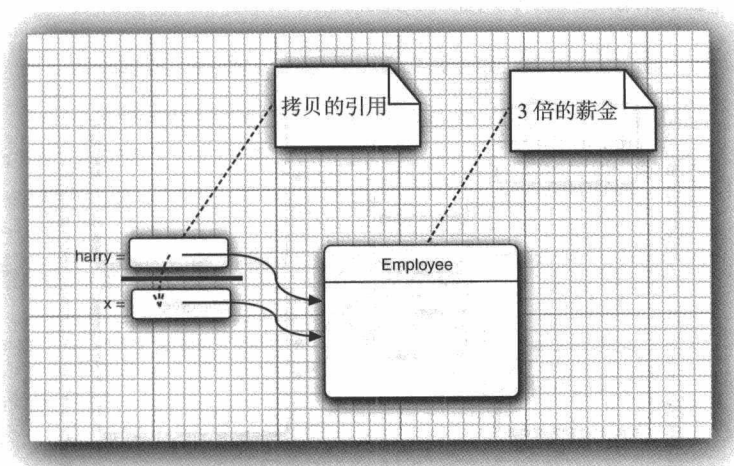 拷贝的引用
3 倍的薪金
harry =
Employee
x =